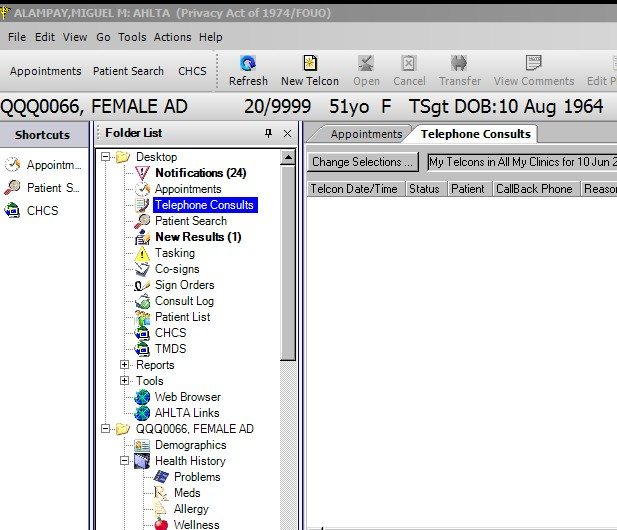 ALAMPAY,MIGUEL M: AHLTA (Privacy Act of 1974/FOUO)
File Edit View Go Tools Actions Help
Appointments Patient Search CHCS Refresh New Telcon Open Cancel Transfer View Comments Edit P
QQQ0066, FEMALE AD 20/9999 51yo F TSgt DOB:10 Aug 1964
Shortcuts
Appointm...
Patient S...
CHCS
Folder List
Desktop
Notifications (24)
Appointments
Telephone Consults
Patient Search
New Results (1)
Tasking
Co-signs
Sign Orders
Consult Log
Patient List
CHCS
TMDS
Reports
Tools
Web Browser
AHLTA Links
QQQ0066, FEMALE AD
Demographics
Health History
Problems
Meds
Allergy
Wellness
Appointments Telephone Consults
Change Selections ... My Telcons in All My Clinics for 10 Jun 2
Telcon Date/Time Status Patient CallBack Phone Reaso